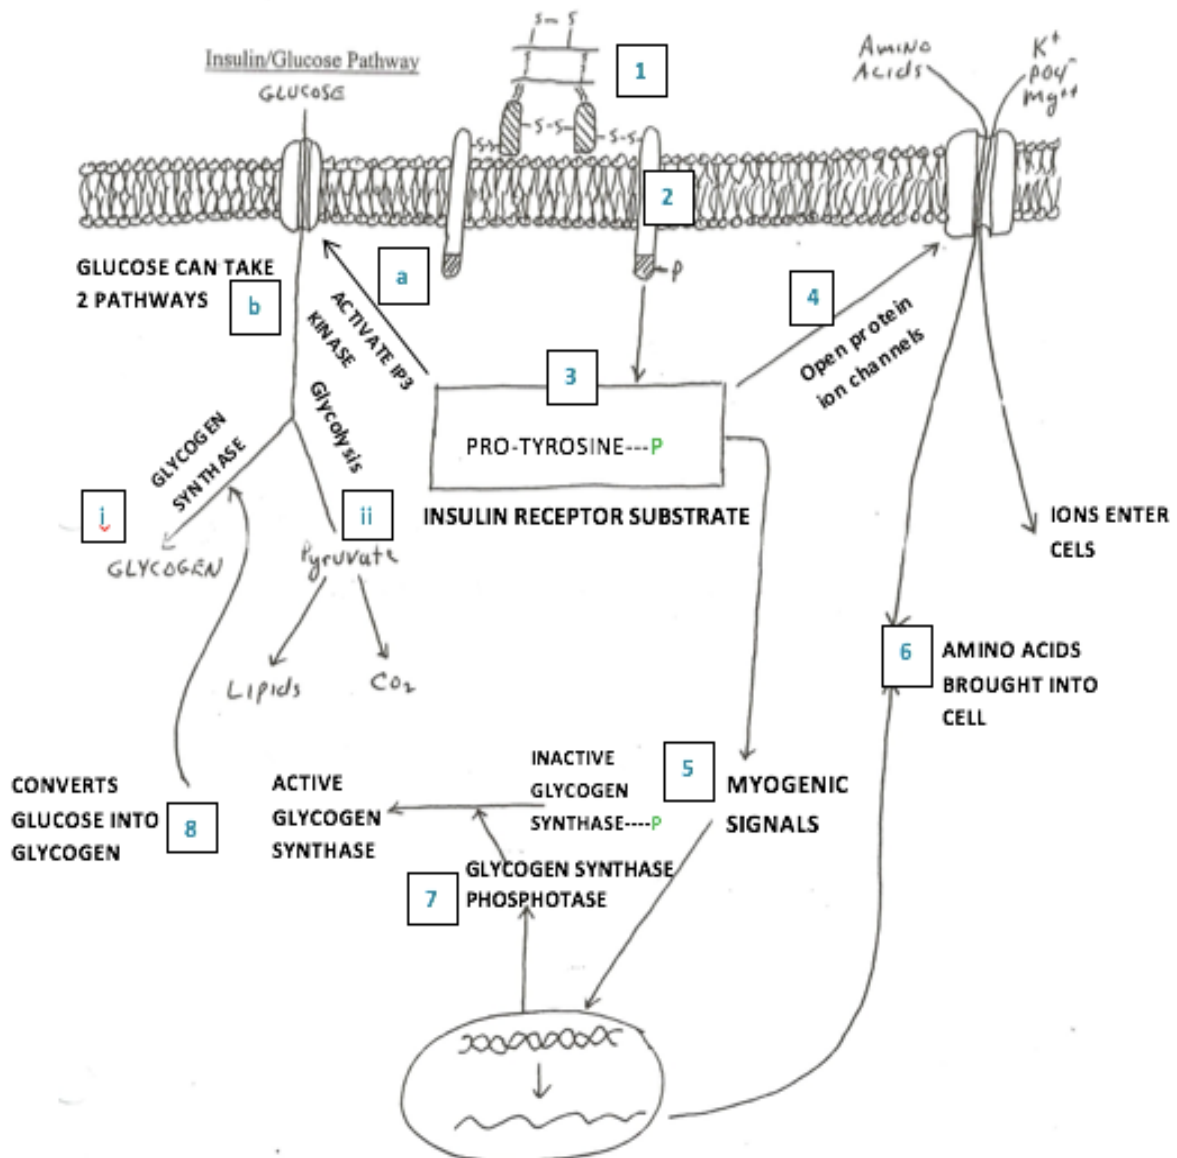 S-S
Insulin/Glucose Pathway
GLUCOSE
1
Amino
Acids
K+
PO4-
Mg++
S-S
-S-S-
-S-S-
2
-P
GLUCOSE CAN TAKE
2 PATHWAYS
b
a
ACTIVATE IP3
KINASE
4
Open protein
ion channels
3
PRO-TYROSINE---P
INSULIN RECEPTOR SUBSTRATE
Glycolysis
GLYCOGEN
SYNTHASE
i
ii
GLYCOGEN
Pyruvate
IONS ENTER
CELS
Lipids
CO2
6
AMINO ACIDS
BROUGHT INTO
CELL
CONVERTS
GLUCOSE INTO
GLYCOGEN
8
ACTIVE
GLYCOGEN
SYNTHASE
INACTIVE
GLYCOGEN
SYNTHASE----P
5
MYOGENIC
SIGNALS
7
GLYCOGEN SYNTHASE
PHOSPHOTASE